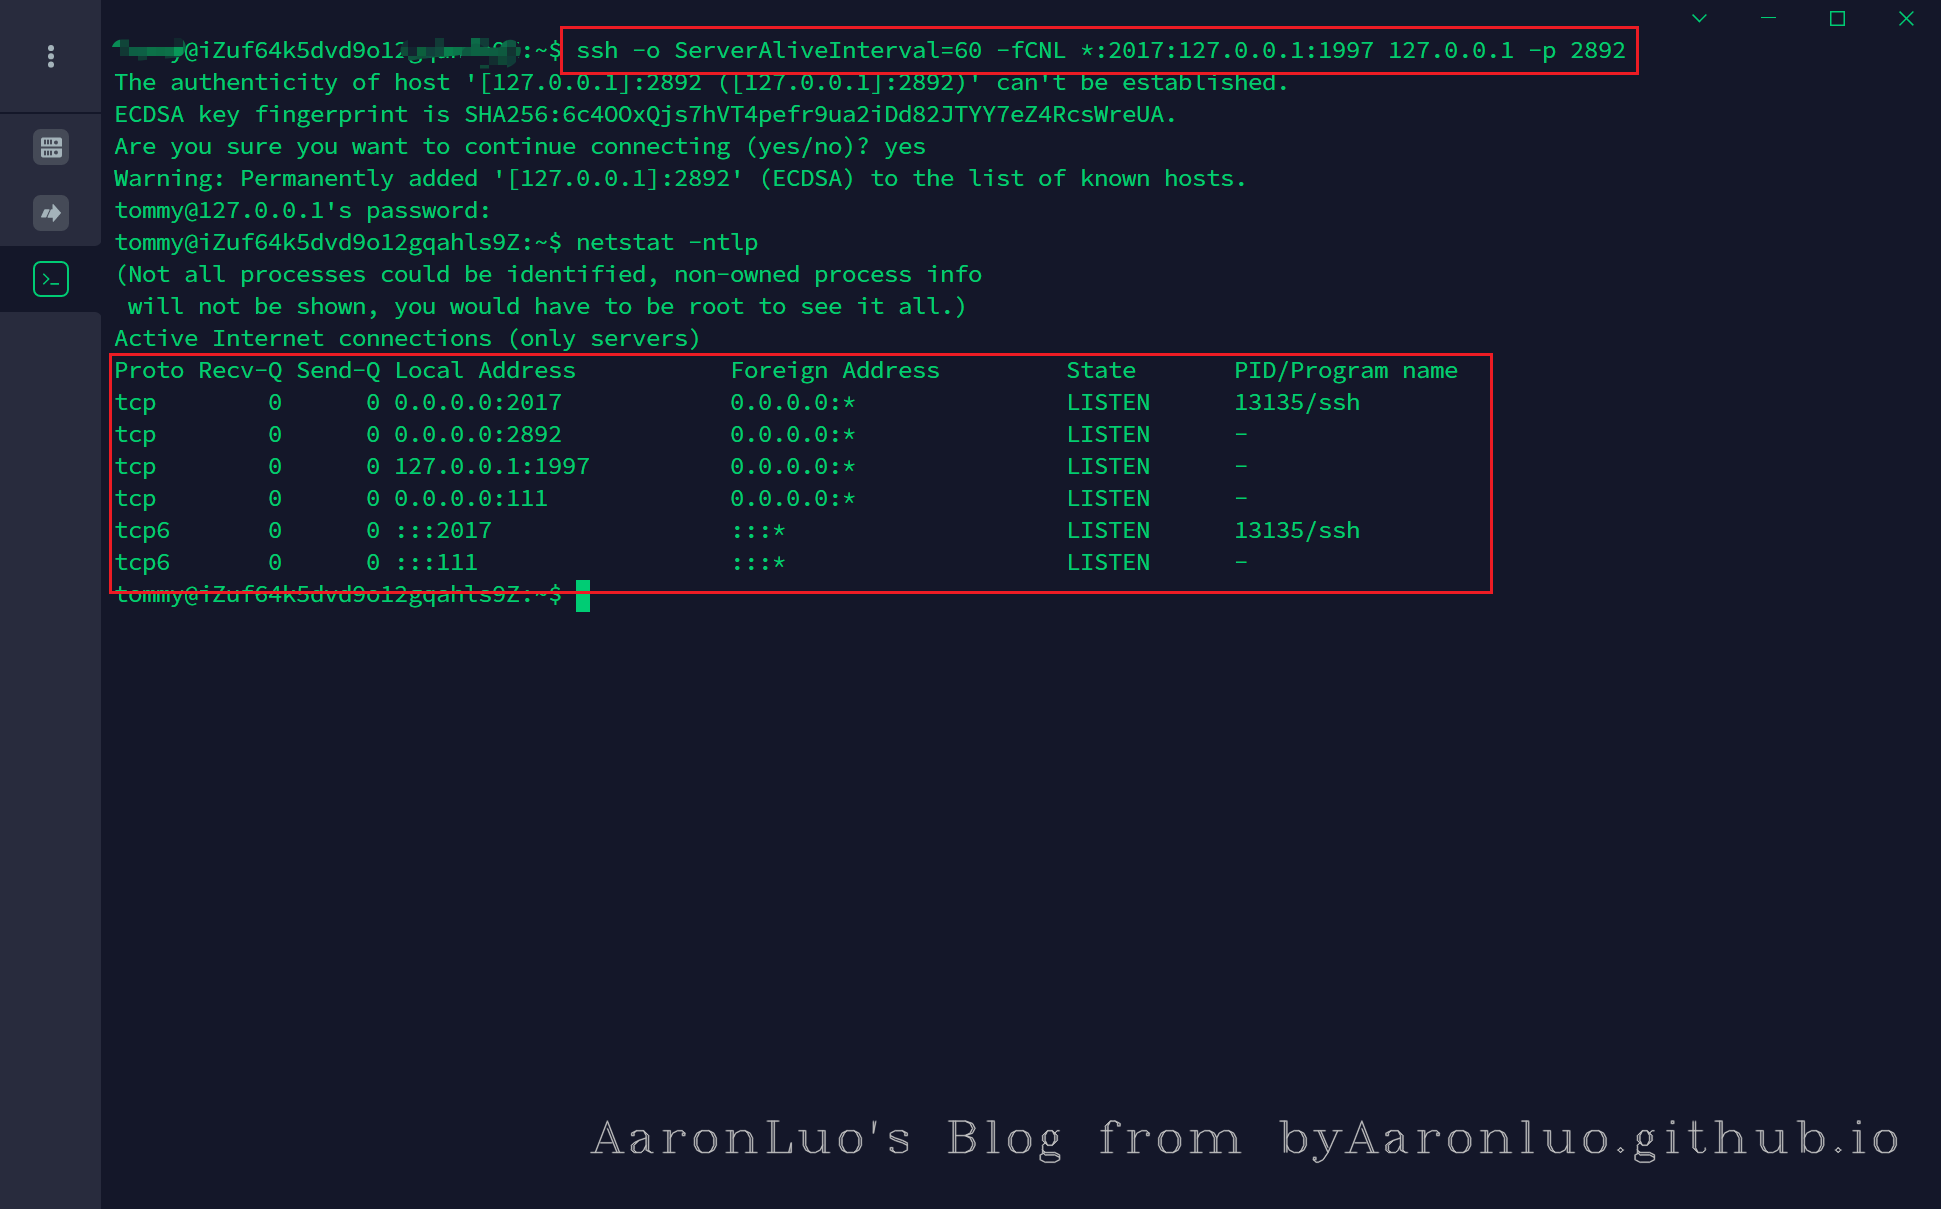 @iZuf64k5dvd9o12 :~$ ssh -o ServerAliveInterval=60 -fCNL *:2017:127.0.0.1:1997 127.0.0.1 -p 2892
The authenticity of host '[127.0.0.1]:2892 ([127.0.0.1]:2892)' can't be established.
ECDSA key fingerprint is SHA256:6c4OOxQjs7hVT4pefr9ua2iDd82JTYY7eZ4RcsWreUA.
Are you sure you want to continue connecting (yes/no)? yes
Warning: Permanently added '[127.0.0.1]:2892' (ECDSA) to the list of known hosts.
tommy@127.0.0.1's password:
tommy@iZuf64k5dvd9o12gqahls9Z:~$ netstat -ntlp
(Not all processes could be identified, non-owned process info
 will not be shown, you would have to be root to see it all.)
Active Internet connections (only servers)
Proto Recv-Q Send-Q Local Address           Foreign Address         State       PID/Program name
tcp        0      0 0.0.0.0:2017            0.0.0.0:*               LISTEN      13135/ssh
tcp        0      0 0.0.0.0:2892            0.0.0.0:*               LISTEN      -
tcp        0      0 127.0.0.1:1997          0.0.0.0:*               LISTEN      -
tcp        0      0 0.0.0.0:111             0.0.0.0:*               LISTEN      -
tcp6       0      0 :::2017                 :::*                    LISTEN      13135/ssh
tcp6       0      0 :::111                  :::*                    LISTEN      -
tommy@iZuf64k5dvd9o12gqahls9Z:~$
AaronLuo's Blog from byAaronluo.github.io